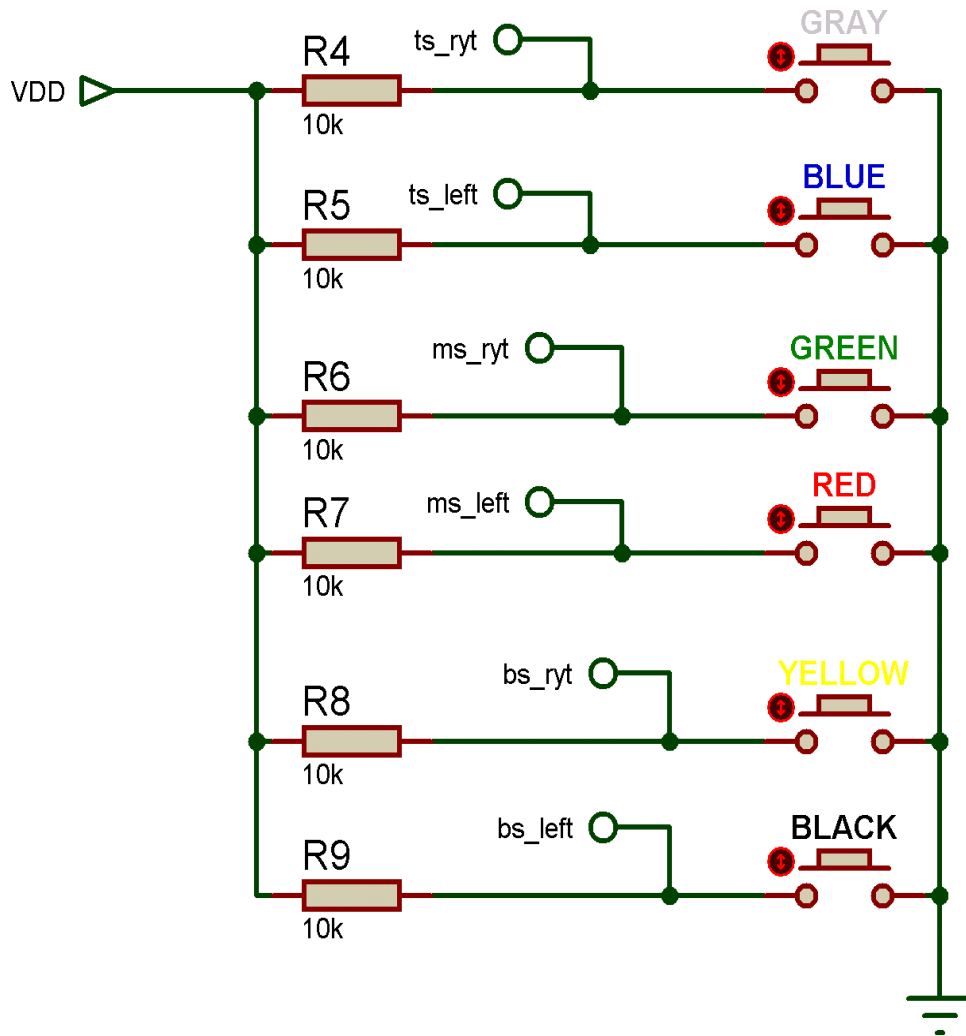 GRAY
ts_ryt
R4
VDD
10k
BLUE
ts_left
R5
10k
GREEN
ms_ryt
R6
10k
RED
ms_left
R7
10k
YELLOW
bs_ryt
R8
10k
BLACK
bs_left
R9
10k